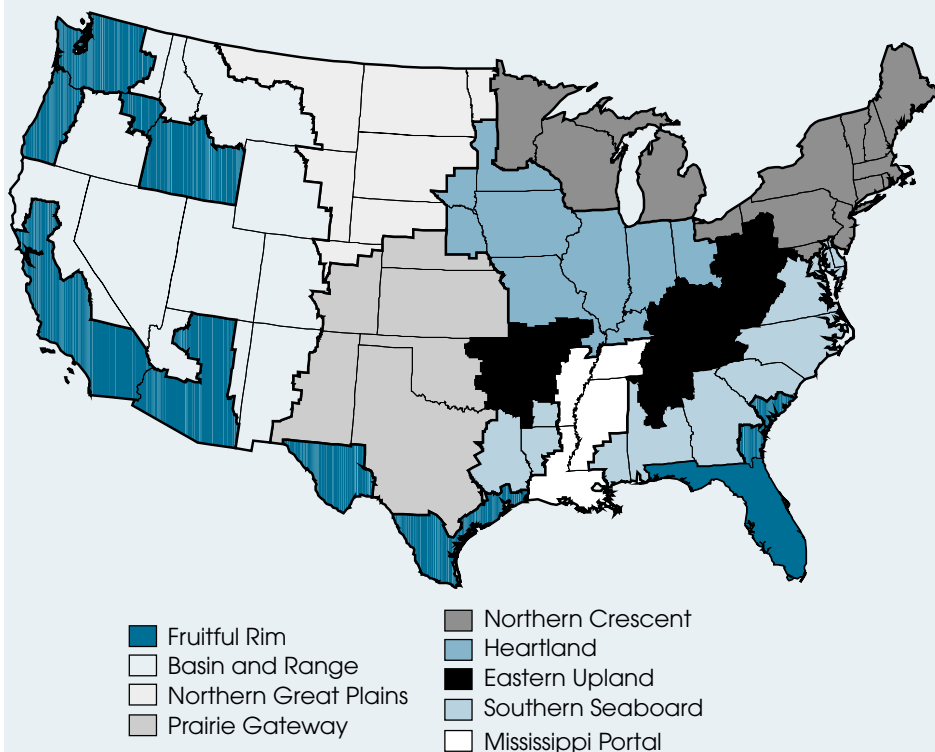 Fruitful Rim
Basin and Range
Northern Great Plains
Prairie Gateway
Northern Crescent
Heartland
Eastern Upland
Southern Seaboard
Mississippi Portal